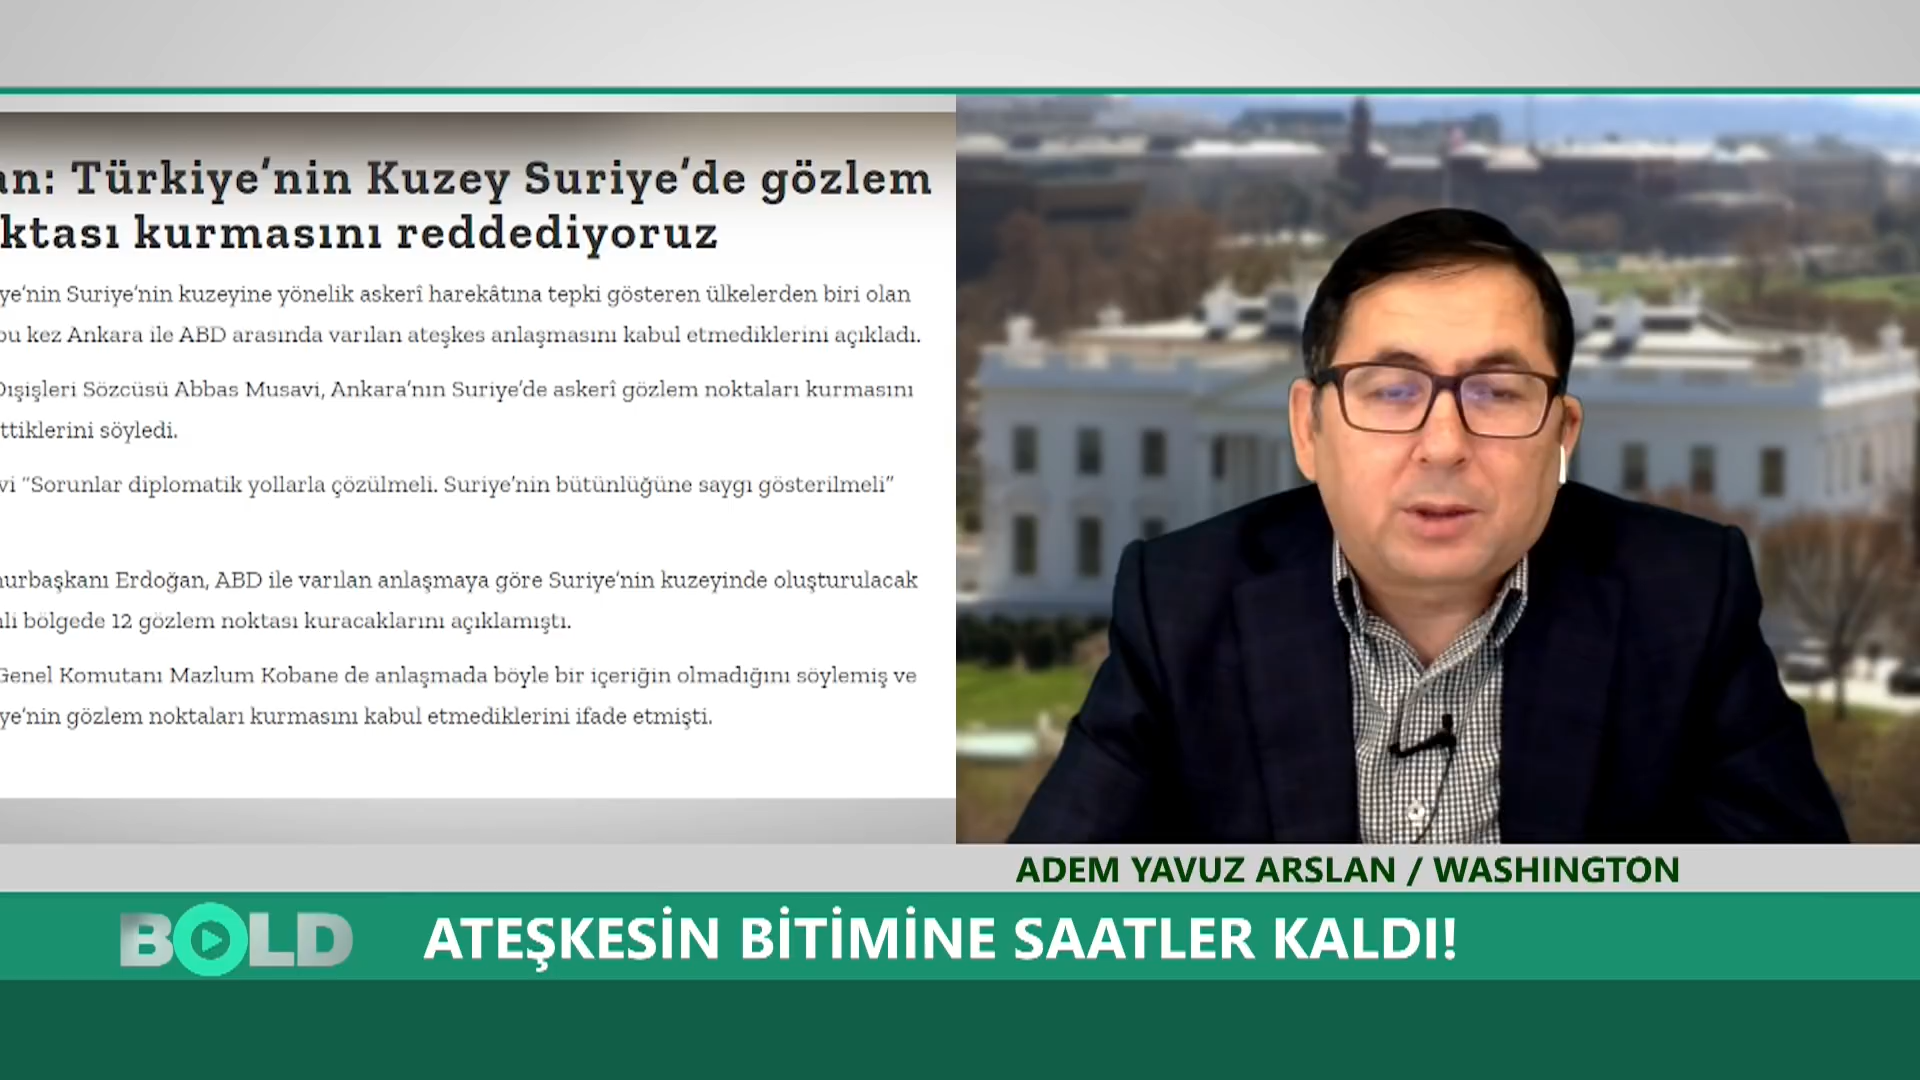 an: Türkiye’nin Kuzey Suriye’de gözlem
ktası kurmasını reddediyoruz
ye’nin Suriye’nin kuzeyine yönelik askerî harekâtına tepki gösteren ülkelerden biri olan
bu kez Ankara ile ABD arasında varılan ateşkes anlaşmasını kabul etmediklerini açıkladı.
Dışişleri Sözcüsü Abbas Musavi, Ankara’nın Suriye’de askerî gözlem noktaları kurmasını
ttiklerini söyledi.
vi “Sorunlar diplomatik yollarla çözülmeli. Suriye’nin bütünlüğüne saygı gösterilmeli”
nurbaşkanı Erdoğan, ABD ile varılan anlaşmaya göre Suriye’nin kuzeyinde oluşturulacak
nli bölgede 12 gözlem noktası kuracaklarını açıklamıştı.
Genel Komutanı Mazlum Kobane de anlaşmada böyle bir içeriğin olmadığını söylemiş ve
ye’nin gözlem noktaları kurmasını kabul etmediklerini ifade etmişti.
ADEM YAVUZ ARSLAN / WASHINGTON
BOLD
ATEŞKESİN BİTİMİNE SAATLER KALDI!